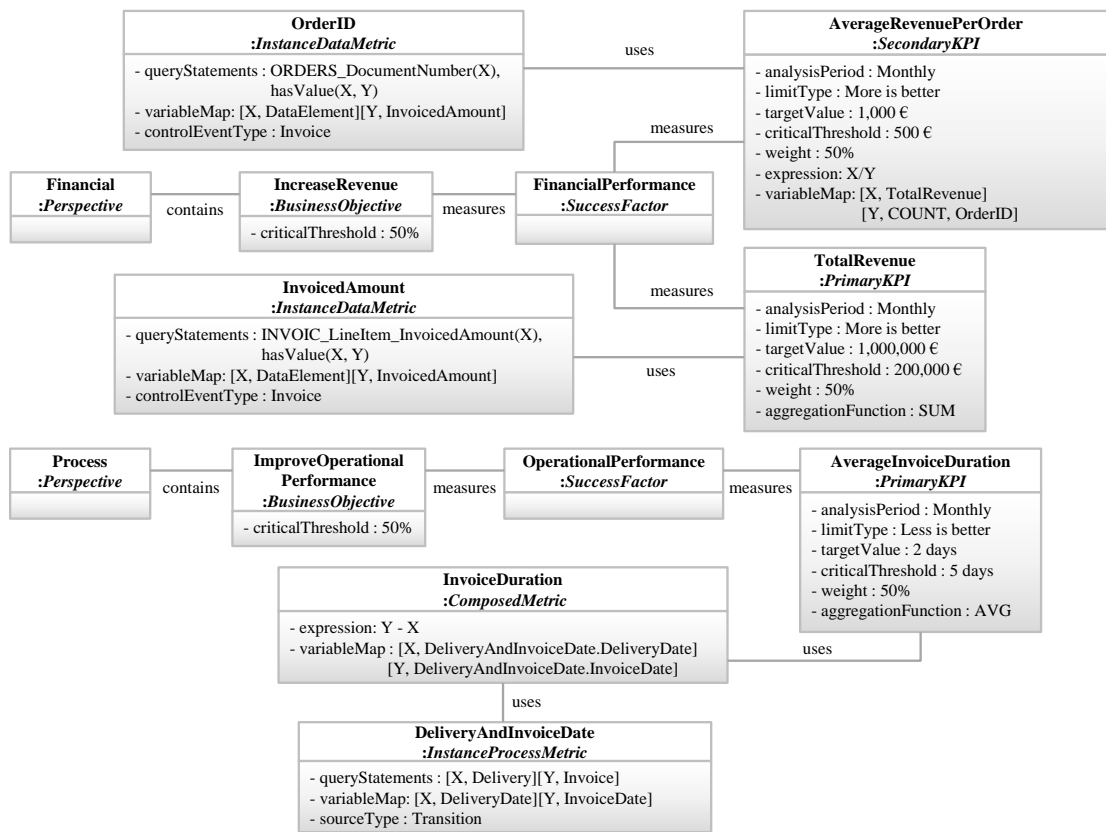 OrderID
:InstanceDataMetric
- queryStatements : ORDERS_DocumentNumber(X),
hasValue(X, Y)
- variableMap: [X, DataElement][Y, InvoicedAmount]
- controlEventType : Invoice
uses
AverageRevenuePerOrder
:SecondaryKPI
- analysisPeriod : Monthly
- limitType : More is better
- targetValue : 1,000 €
- criticalThreshold : 500 €
- weight : 50%
- expression: X/Y
- variableMap: [X, TotalRevenue]
[Y, COUNT, OrderID]
measures
Financial
:Perspective
contains
IncreaseRevenue
:BusinessObjective
- criticalThreshold : 50%
measures
FinancialPerformance
:SuccessFactor
measures
InvoicedAmount
:InstanceDataMetric
- queryStatements : INVOIC_LineItem_InvoicedAmount(X),
hasValue(X, Y)
- variableMap: [X, DataElement][Y, InvoicedAmount]
- controlEventType : Invoice
uses
TotalRevenue
:PrimaryKPI
- analysisPeriod : Monthly
- limitType : More is better
- targetValue : 1,000,000 €
- criticalThreshold : 200,000 €
- weight : 50%
- aggregationFunction : SUM
Process
:Perspective
contains
ImproveOperational
Performance
:BusinessObjective
- criticalThreshold : 50%
measures
OperationalPerformance
:SuccessFactor
measures
AverageInvoiceDuration
:PrimaryKPI
- analysisPeriod : Monthly
- limitType : Less is better
- targetValue : 2 days
- criticalThreshold : 5 days
- weight : 50%
- aggregationFunction : AVG
InvoiceDuration
:ComposedMetric
- expression: Y - X
- variableMap : [X, DeliveryAndInvoiceDate.DeliveryDate]
[Y, DeliveryAndInvoiceDate.InvoiceDate]
uses
uses
DeliveryAndInvoiceDate
:InstanceProcessMetric
- queryStatements : [X, Delivery][Y, Invoice]
- variableMap: [X, DeliveryDate][Y, InvoiceDate]
- sourceType : Transition